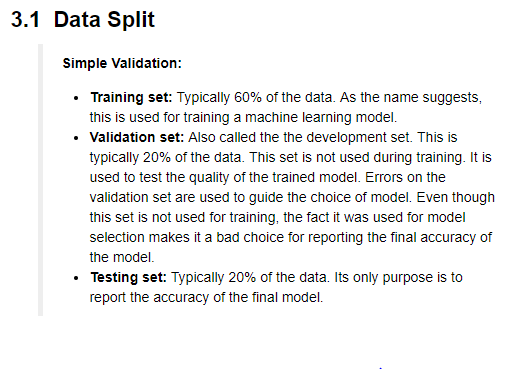 3.1 Data Split
Simple Validation:
• Training set: Typically 60% of the data. As the name suggests,
this is used for training a machine learning model.
• Validation set: Also called the the development set. This is
typically 20% of the data. This set is not used during training. It is
used to test the quality of the trained model. Errors on the
validation set are used to guide the choice of model. Even though
this set is not used for training, the fact it was used for model
selection makes it a bad choice for reporting the final accuracy of
the model.
• Testing set: Typically 20% of the data. Its only purpose is to
report the accuracy of the final model.